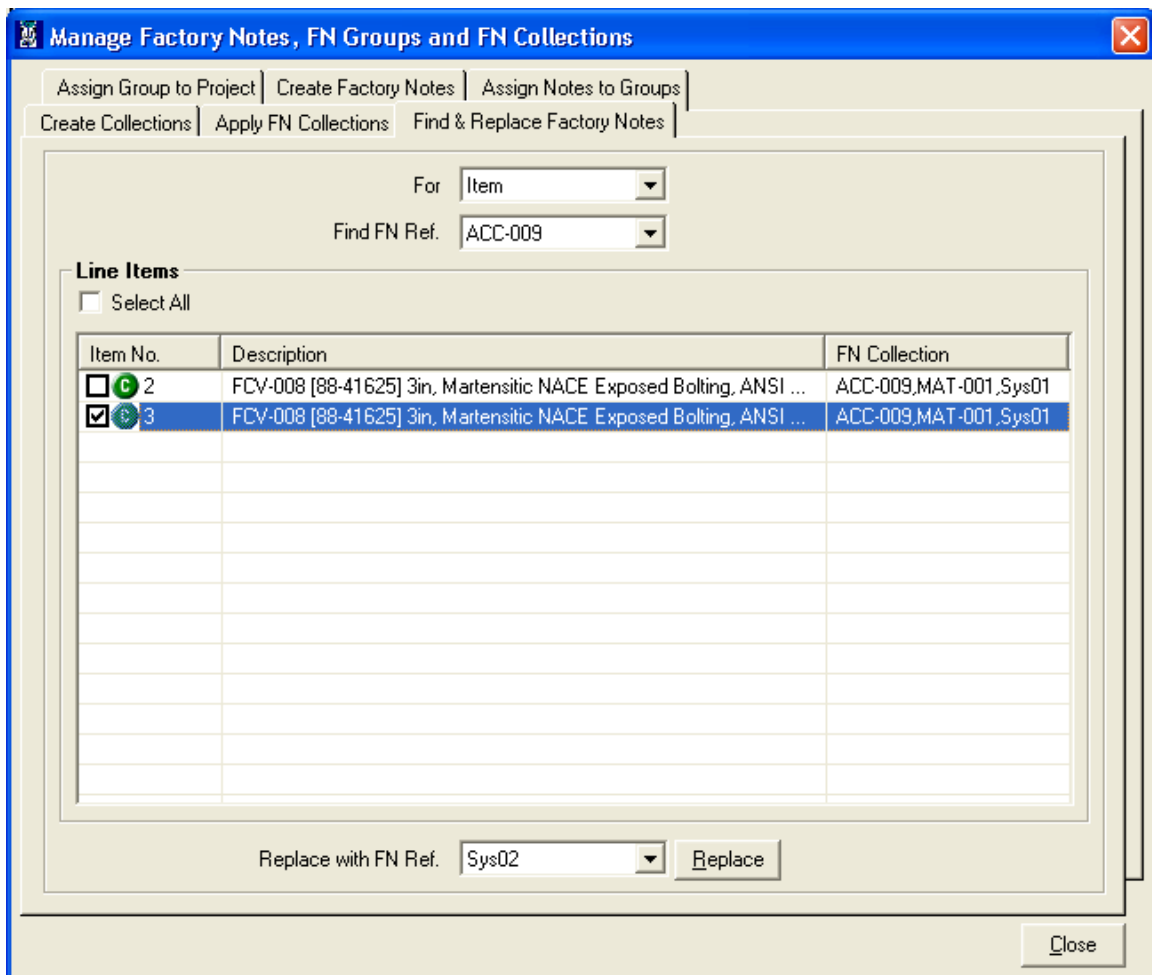 Manage Factory Notes, FN Groups and FN Collections
Assign Group to Project Create Factory Notes Assign Notes to Groups
Create Collections Apply FN Collections Find & Replace Factory Notes
For Item
Find FN Ref. ACC-009
Line Items
Select All
Item No. Description FN Collection
C 2 FCV-008 [88-41625] 3in, Martensitic NACE Exposed Bolting, ANSI ... ACC-009,MAT-001,Sys01
C 3 FCV-008 [88-41625] 3in, Martensitic NACE Exposed Bolting, ANSI ... ACC-009,MAT-001,Sys01
Replace with FN Ref. Sys02 Replace
Close